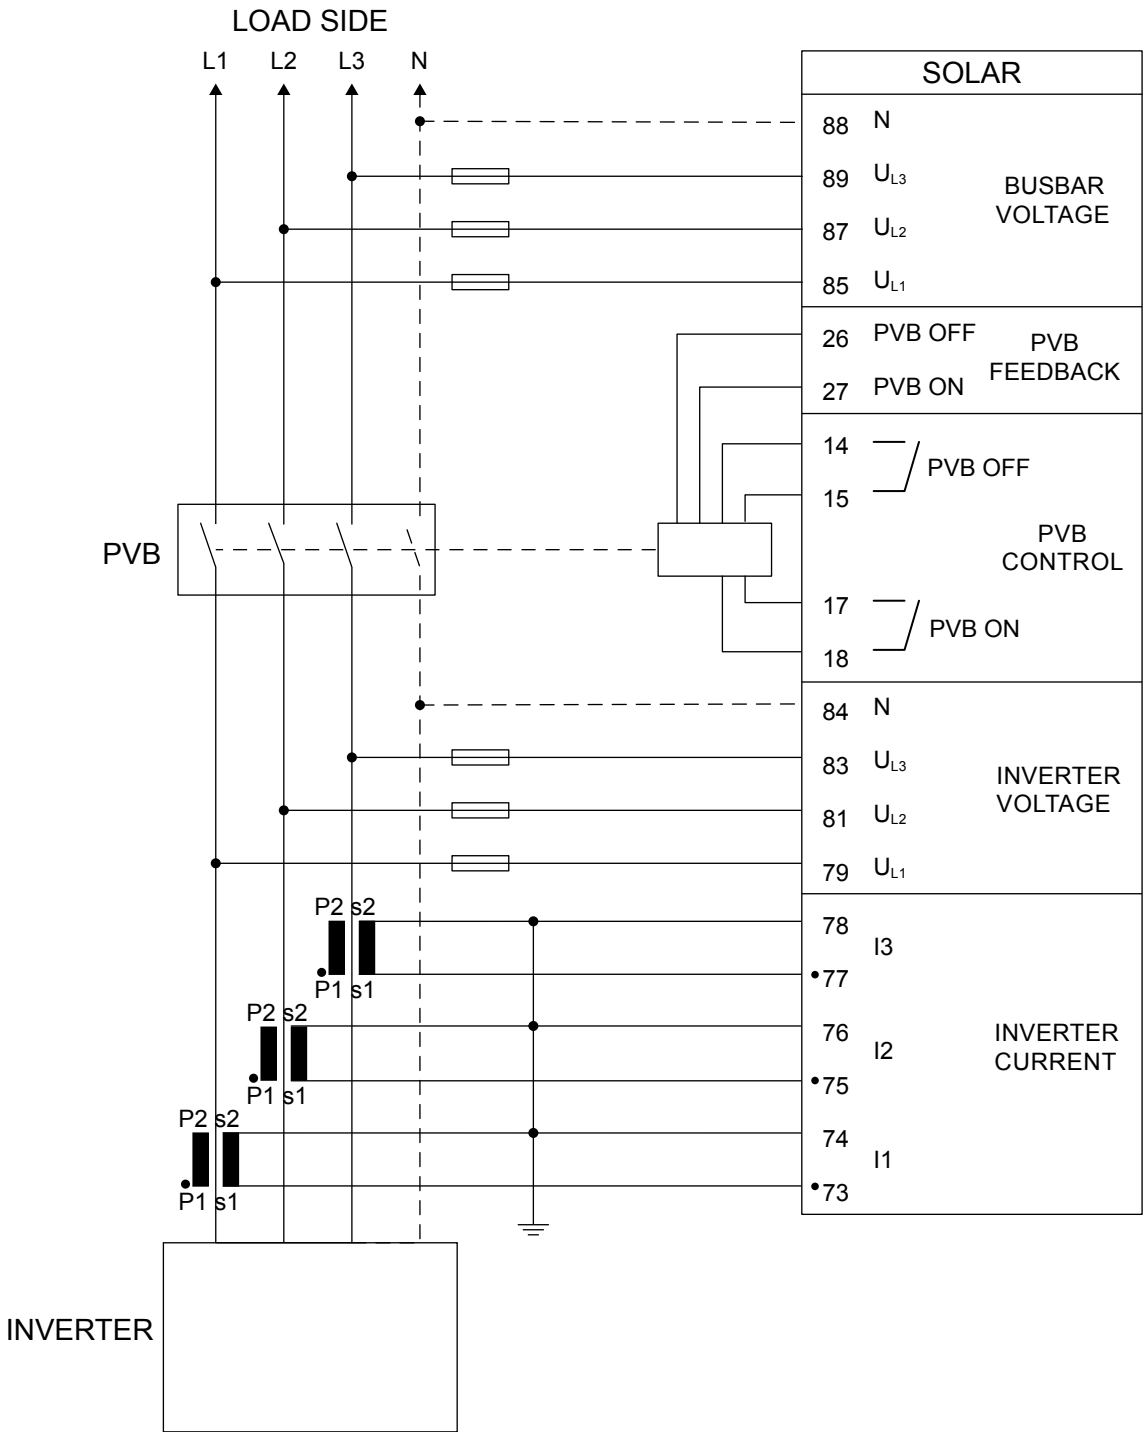 LOAD SIDE
L1 L2 L3 N
SOLAR
88 N
89 UL3
87 UL2
85 UL1
BUSBAR
VOLTAGE
26 PVB OFF
27 PVB ON
PVB
FEEDBACK
14
15
PVB OFF
PVB
CONTROL
17
18
PVB ON
PVB
84 N
83 UL3
81 UL2
79 UL1
INVERTER
VOLTAGE
P2 s2
P1 s1
78
I3
77
P2 s2
P1 s1
76
I2
75
INVERTER
CURRENT
P2 s2
P1 s1
74
I1
73
INVERTER